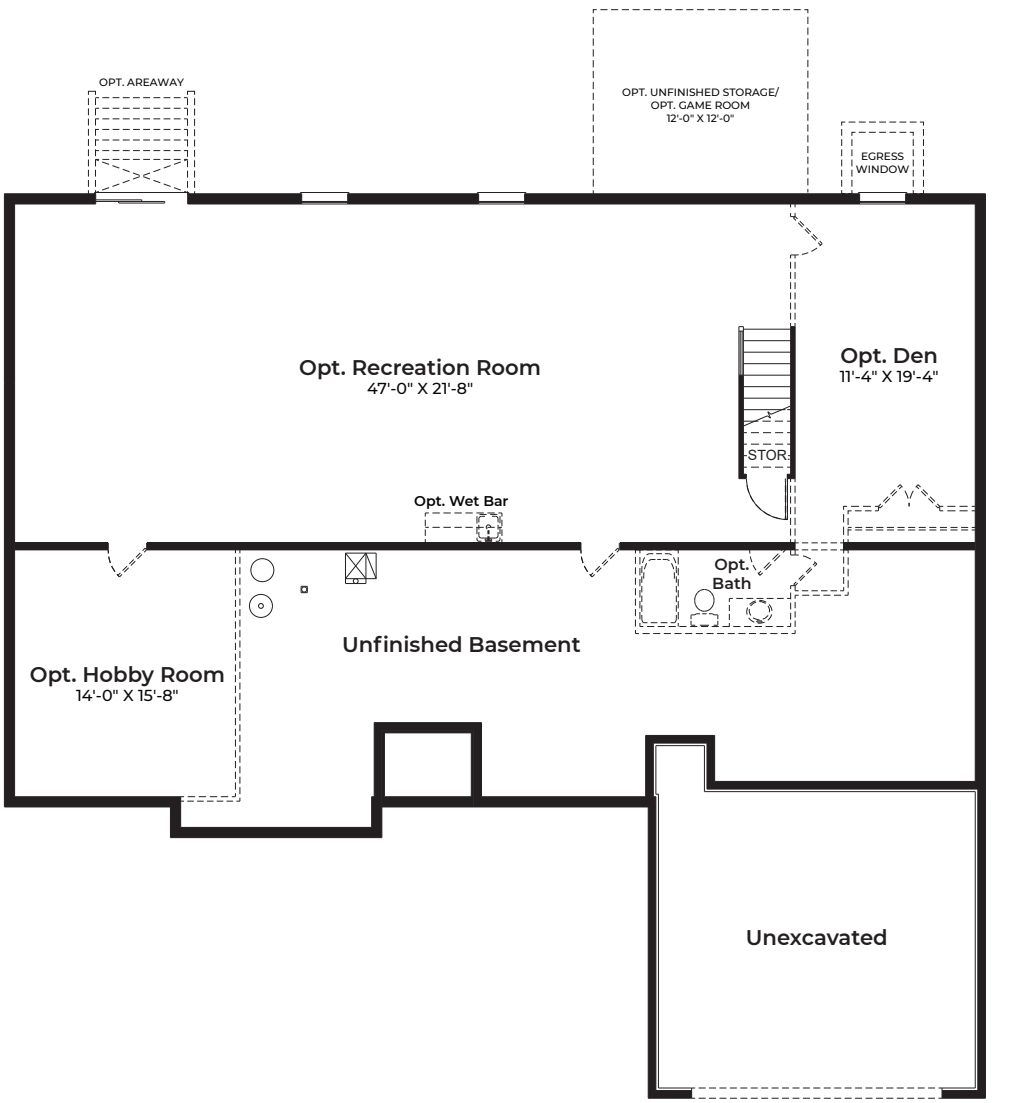 OPT. AREAWAY
OPT. UNFINISHED STORAGE/
OPT. GAME ROOM
12'-0" X 12'-0"
EGRESS
WINDOW
Opt. Recreation Room
47'-0" X 21'-8"
Opt. Den
11'-4" X 19'-4"
STOR.
Opt. Wet Bar
Opt.
Bath
Unfinished Basement
Opt. Hobby Room
14'-0" X 15'-8"
Unexcavated